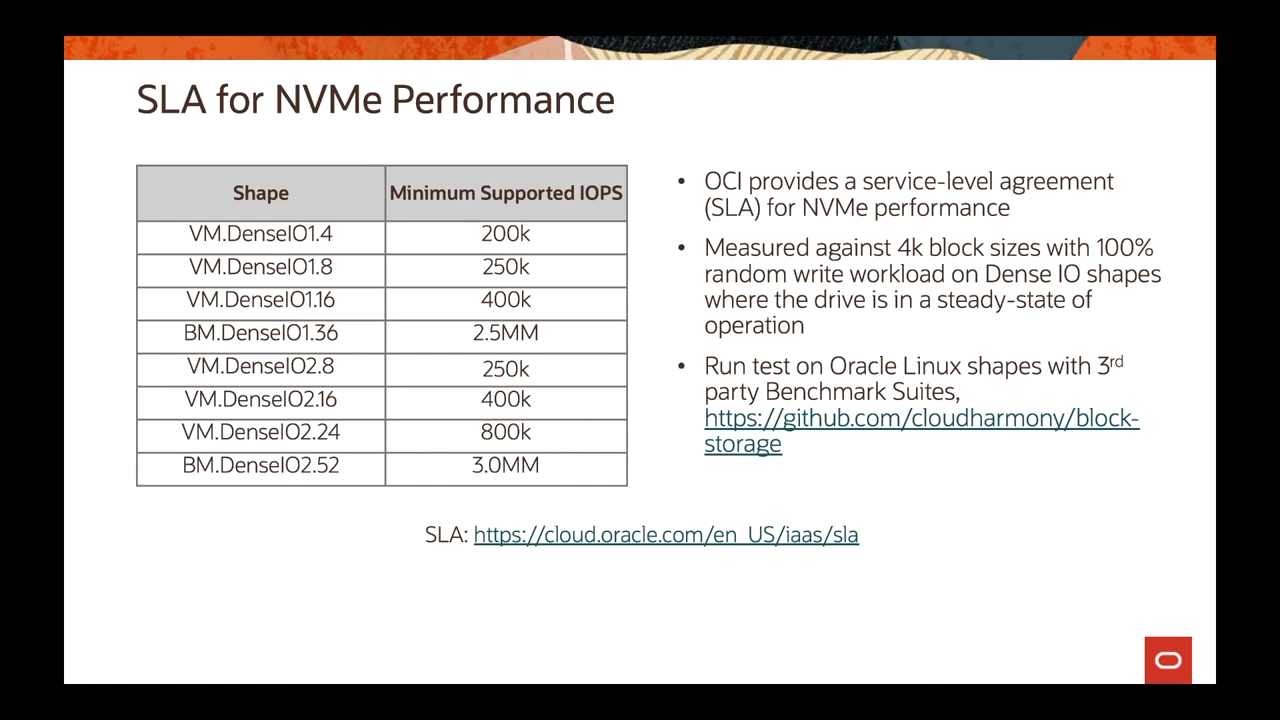 SLA for NVMe Performance
Shape Minimum Supported IOPS
VM.DenseIO1.4 200k
VM.DenseIO1.8 250k
VM.DenseIO1.16 400k
BM.DenseIO1.36 2.5MM
VM.DenseIO2.8 250k
VM.DenseIO2.16 400k
VM.DenseIO2.24 800k
BM.DenseIO2.52 3.0MM
• OCI provides a service-level agreement
(SLA) for NVMe performance
• Measured against 4k block sizes with 100%
random write workload on Dense IO shapes
where the drive is in a steady-state of
operation
• Run test on Oracle Linux shapes with 3rd
party Benchmark Suites,
https://github.com/cloudharmony/block-
storage
SLA: https://cloud.oracle.com/en_US/iaas/sla